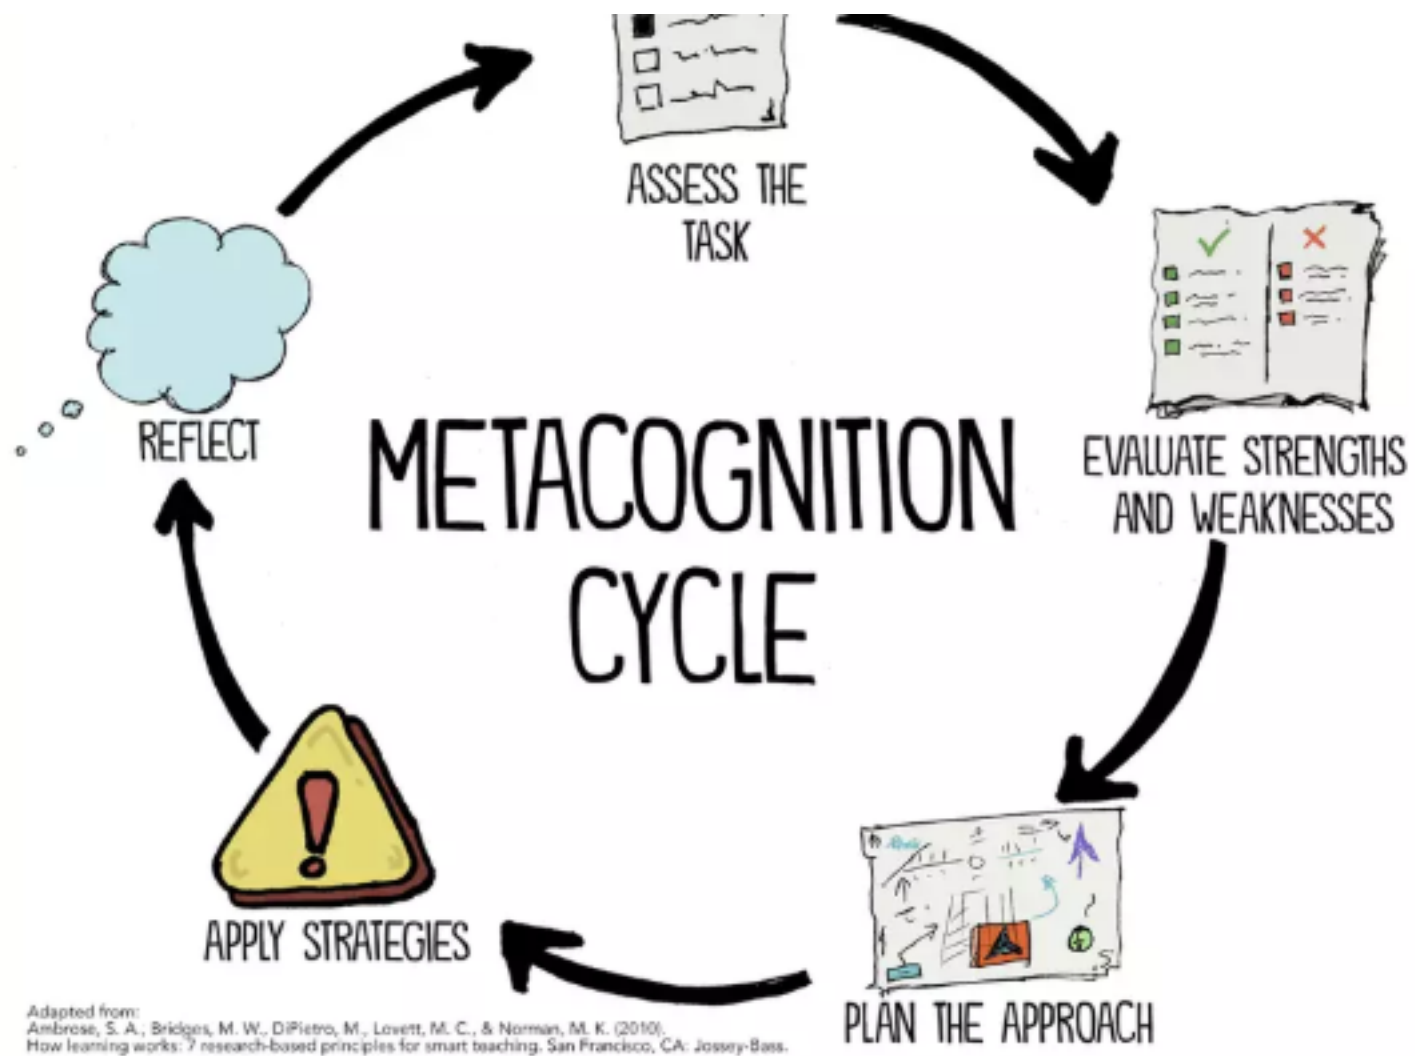 ASSESS THE
TASK
EVALUATE STRENGTHS
AND WEAKNESSES
REFLECT
METACOGNITION
CYCLE
APPLY STRATEGIES
PLAN THE APPROACH
Adapted from:
Ambrose, S. A., Bridges, M. W., DiPietro, M., Lovett, M. C., & Norman, M. K. (2010).
How learning works: 7 research-based principles for smart teaching. San Francisco, CA: Jossey-Bass.